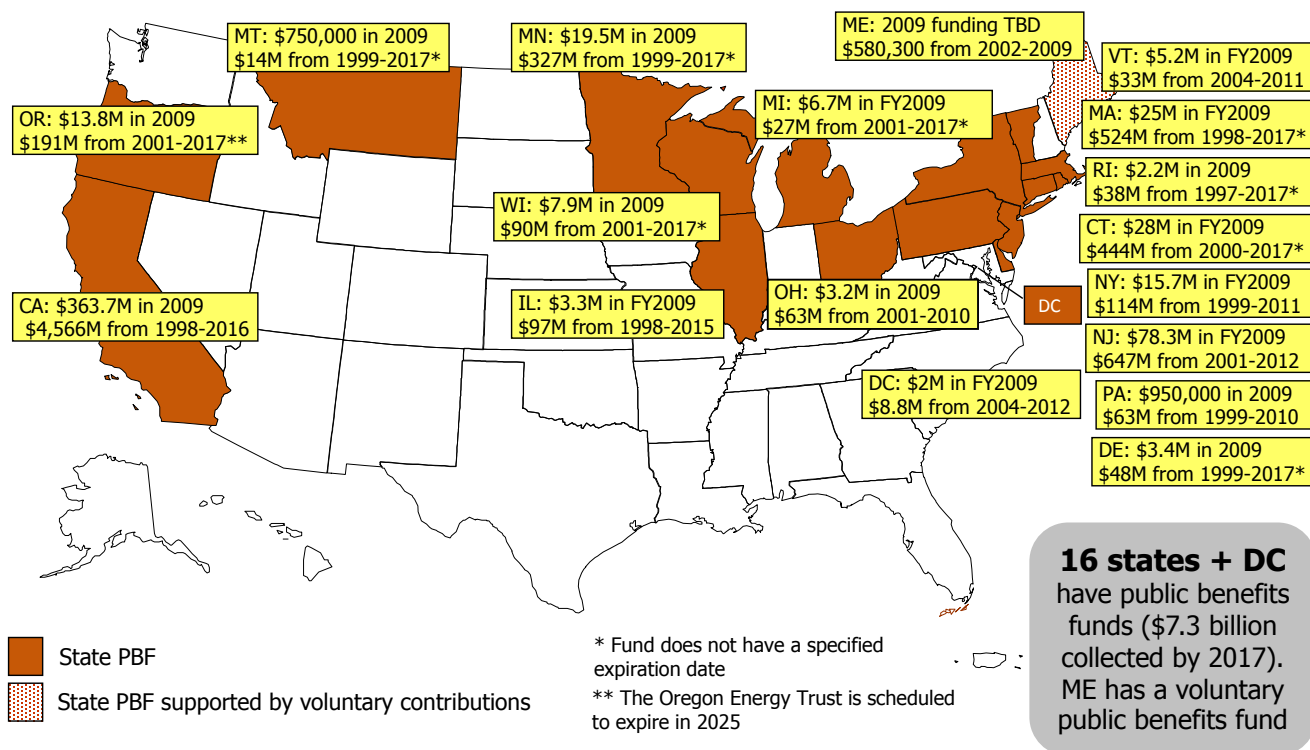 MT: $750,000 in 2009
$14M from 1999-2017*
MN: $19.5M in 2009
$327M from 1999-2017*
ME: 2009 funding TBD
$580,300 from 2002-2009
VT: $5.2M in FY2009
$33M from 2004-2011
OR: $13.8M in 2009
$191M from 2001-2017**
MI: $6.7M in FY2009
$27M from 2001-2017*
MA: $25M in FY2009
$524M from 1998-2017*
RI: $2.2M in 2009
$38M from 1997-2017*
WI: $7.9M in 2009
$90M from 2001-2017*
CT: $28M in FY2009
$444M from 2000-2017*
CA: $363.7M in 2009
$4,566M from 1998-2016
IL: $3.3M in FY2009
$97M from 1998-2015
OH: $3.2M in 2009
$63M from 2001-2010
DC
NY: $15.7M in FY2009
$114M from 1999-2011
NJ: $78.3M in FY2009
$647M from 2001-2012
DC: $2M in FY2009
$8.8M from 2004-2012
PA: $950,000 in 2009
$63M from 1999-2010
DE: $3.4M in 2009
$48M from 1999-2017*
16 states + DC
have public benefits
funds ($7.3 billion
collected by 2017).
ME has a voluntary
public benefits fund
State PBF
State PBF supported by voluntary contributions
* Fund does not have a specified
expiration date
** The Oregon Energy Trust is scheduled
to expire in 2025